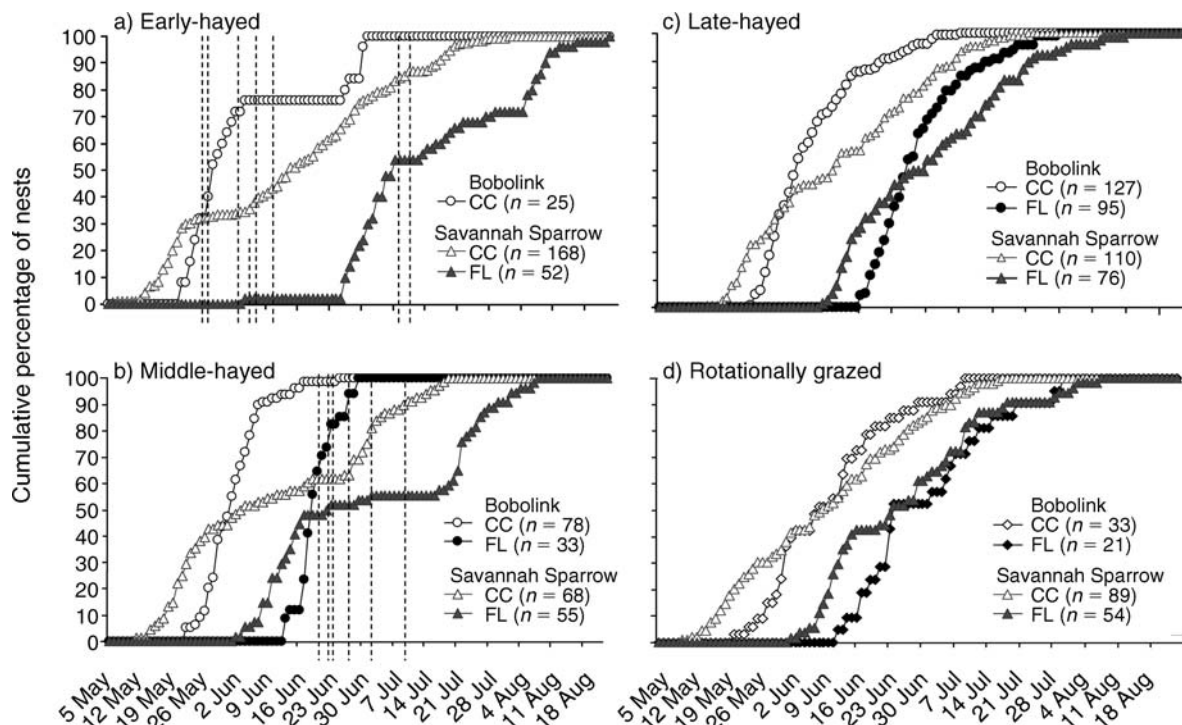 a) Early-hayed
100
90
80
70
60
50
40
30
20
10
0
Bobolink
CC (n = 25)
Savannah Sparrow
CC (n = 168)
FL (n = 52)
c) Late-hayed
Bobolink
CC (n = 127)
FL (n = 95)
Savannah Sparrow
CC (n = 110)
FL (n = 76)
Cumulative percentage of nests
b) Middle-hayed
100
90
80
70
60
50
40
30
20
10
0
Bobolink
CC (n = 78)
FL (n = 33)
Savannah Sparrow
CC (n = 68)
FL (n = 55)
5 May
12 May
19 May
26 May
2 Jun
9 Jun
16 Jun
23 Jun
30 Jun
7 Jul
14 Jul
21 Jul
28 Jul
4 Aug
11 Aug
18 Aug
d) Rotationally grazed
Bobolink
CC (n = 33)
FL (n = 21)
Savannah Sparrow
CC (n = 89)
FL (n = 54)
5 May
12 May
19 May
26 May
2 Jun
9 Jun
16 Jun
23 Jun
30 Jun
7 Jul
14 Jul
21 Jul
28 Jul
4 Aug
11 Aug
18 Aug